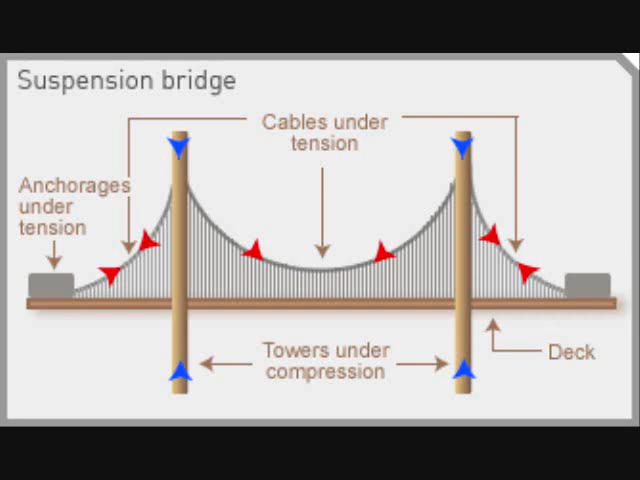 Suspension bridge
Cables under
tension
Anchorages
under
tension
Towers under
compression
Deck